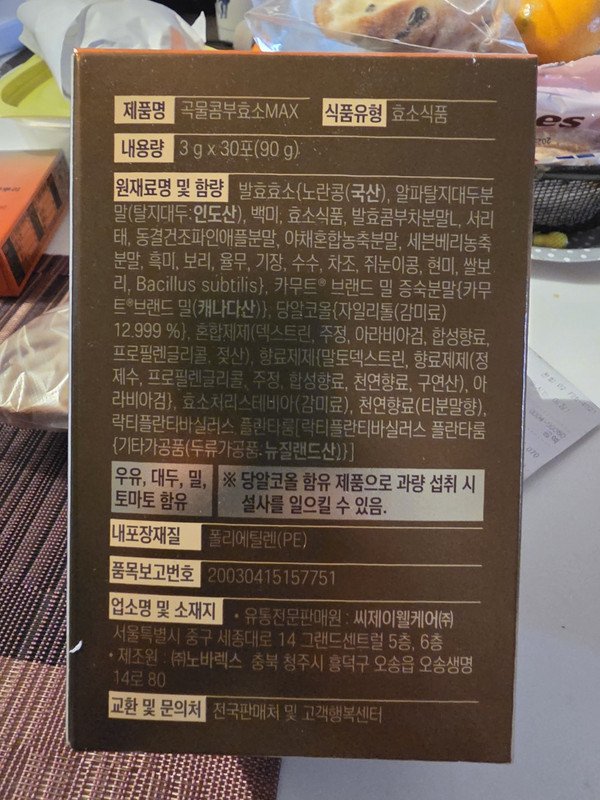 제품명 곡물콤부효소MAX 식품유형 효소식품
내용량 3 g x 30포(90 g)
원재료명 및 함량 발효효소{노란콩(국산), 알파탈지대두분
말(탈지대두:인도산), 백미, 효소식품, 발효콤부차분말L, 서리
태, 동결건조파인애플분말, 야채혼합농축분말, 세븐베리농축
분말, 흑미, 보리, 율무, 기장, 수수, 차조, 쥐눈이콩, 현미, 쌀보
리, Bacillus subtilis}, 카무트® 브랜드 밀 증숙분말{카무
트®브랜드 밀(캐나다산)}, 당알코올[자일리톨(감미료)
12.999 %], 혼합제제(덱스트린, 주정, 아라비아검, 합성향료,
프로필렌글리콜, 젖산), 향료제제{말토덱스트린, 향료제제(정
제수, 프로필렌글리콜, 주정, 합성향료, 천연향료, 구연산), 아
라비아검}, 효소처리스테비아(감미료), 천연향료(티분말향),
락티플란티바실러스 플란타룸[락티플란티바실러스 플란타룸
{기타가공품(두류가공품:뉴질랜드산)}]
우유, 대두, 밀,
토마토 함유
※ 당알코올 함유 제품으로 과량 섭취 시
설사를 일으킬 수 있음.
내포장재질 폴리에틸렌(PE)
품목보고번호 20030415157751
업소명 및 소재지 • 유통전문판매원 : 씨제이웰케어㈜
서울특별시 중구 세종대로 14 그랜드센트럴 5층, 6층
• 제조원 : ㈜노바렉스 충북 청주시 흥덕구 오송읍 오송생명
14로 80
교환 및 문의처 전국판매처 및 고객행복센터